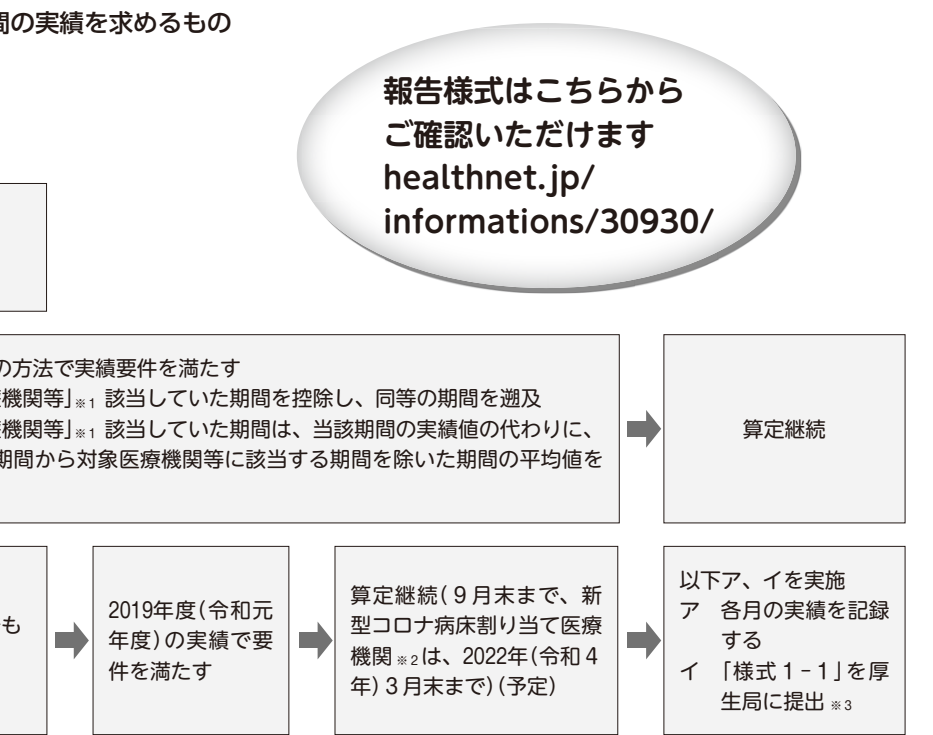 間の実績を求めるもの
報告様式はこちらから
ご確認いただけます
healthnet.jp/
informations/30930/
の方法で実績要件を満たす
療機関等」※1 該当していた期間を控除し、同等の期間を遡及
療機関等」※1 該当していた期間は、当該期間の実績値の代わりに、
期間から対象医療機関等に該当する期間を除いた期間の平均値を
算定継続
も
2019年度(令和元
年度)の実績で要
件を満たす
算定継続(9月末まで、新
型コロナ病床割り当て医療
機関※2は、2022年(令和4
年)3月末まで)(予定)
以下ア、イを実施
ア 各月の実績を記録
する
イ 「様式1-1」を厚
生局に提出※3